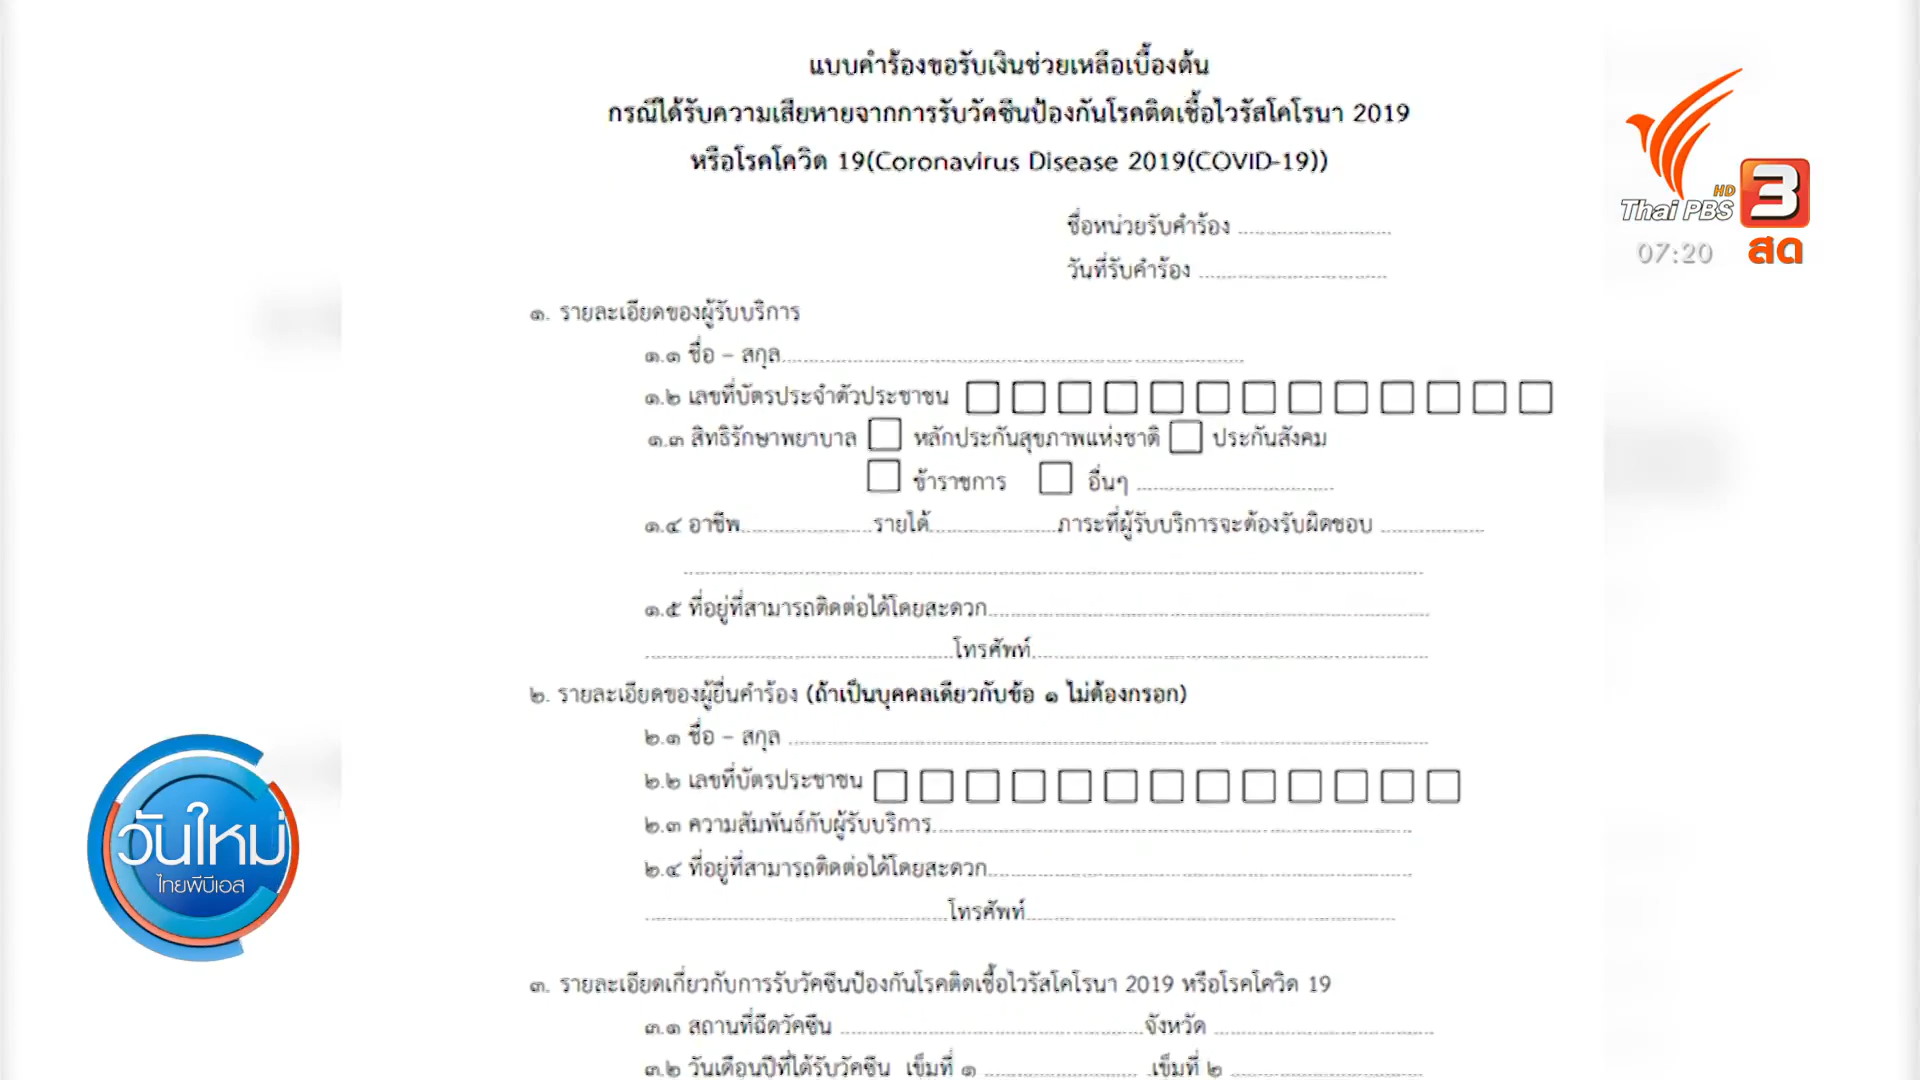 แบบคำร้องขอรับเงินช่วยเหลือเบื้องต้น
กรณีได้รับความเสียหายจากการรับวัคซีนป้องกันโรคติดเชื้อไวรัสโคโรนา 2019
หรือโรคโควิด 19(Coronavirus Disease 2019(COVID-19))
ชื่อหน่วยรับคำร้อง
วันที่รับคำร้อง
๑. รายละเอียดของผู้รับบริการ
๑.๑ ชื่อ – สกุล
๑.๒ เลขที่บัตรประจำตัวประชาชน
๑.๓ สิทธิรักษาพยาบาล หลักประกันสุขภาพแห่งชาติ ประกันสังคม
ข้าราชการ อื่นๆ
๑.๔ อาชีพ รายได้ ภาระที่ผู้รับบริการจะต้องรับผิดชอบ
๑.๕ ที่อยู่ที่สามารถติดต่อได้โดยสะดวก
โทรศัพท์
๒. รายละเอียดของผู้ยื่นคำร้อง (ถ้าเป็นบุคคลเดียวกับข้อ ๑ ไม่ต้องกรอก)
๒.๑ ชื่อ – สกุล
๒.๒ เลขที่บัตรประชาชน
๒.๓ ความสัมพันธ์กับผู้รับบริการ
๒.๔ ที่อยู่ที่สามารถติดต่อได้โดยสะดวก
โทรศัพท์
๓. รายละเอียดเกี่ยวกับการรับวัคซีนป้องกันโรคติดเชื้อไวรัสโคโรนา 2019 หรือโรคโควิด 19
๓.๑ สถานที่ฉีดวัคซีน จังหวัด
๓.๒ วันเดือนปีที่ได้รับวัคซีน เข็มที่ ๑ เข็มที่ ๒
Thai PBS HD 3
07:20 สด
วันใหม่
ไทยพีบีเอส